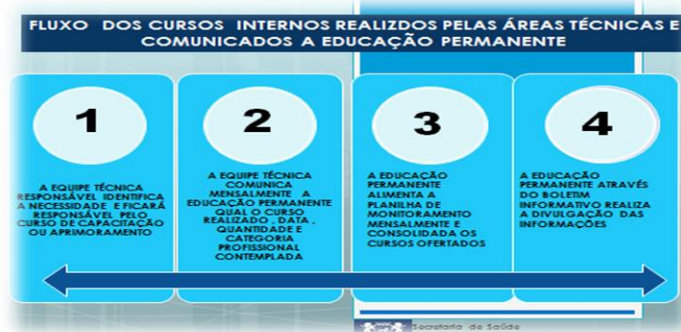 FLUXO DOS CURSOS INTERNOS REALIZDOS PELAS ÁREAS TÉCNICAS E
COMUNICADOS A EDUCAÇÃO PERMANENTE
1
A EQUIPE TÉCNICA
RESPONSÁVEL IDENTIFICA
A NECESSIDADE E FICARÁ
RESPONSÁVEL PELO
CURSO DE CAPACITAÇÃO
OU APRIMORAMENTO
2
A EQUIPE TÉCNICA
COMUNICA
MENSALMENTE A
EDUCAÇÃO PERMANENTE
QUAL O CURSO
REALIZADO , DATA ,
QUANTIDADE E
CATEGORIA
PROFISSIONAL
CONTEMPLADA
3
A EDUCAÇÃO
PERMANENTE
ALIMENTA A
PLANILHA DE
MONITORAMENTO
MENSALMENTE E
CONSOLIDADA OS
CURSOS OFERTADOS
4
A EDUCAÇÃO
PERMANENTE ATRAVÉS
DO BOLETIM
INFORMATIVO REALIZA
A DIVULGAÇÃO DAS
INFORMAÇÕES
Secretaria de Saúde